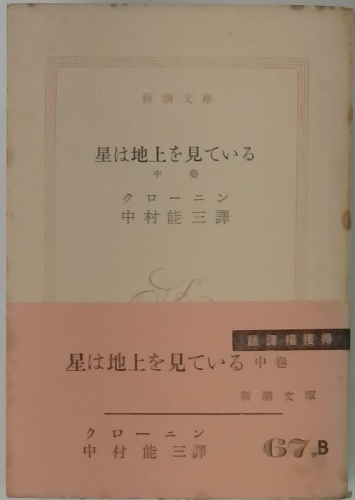 新潮文庫
星は地上を見ている
中巻
クローニン
中村能三譯
飜譯權獲得
星は地上を見ている 中巻
新潮文庫
クローニン
中村能三譯
67,B